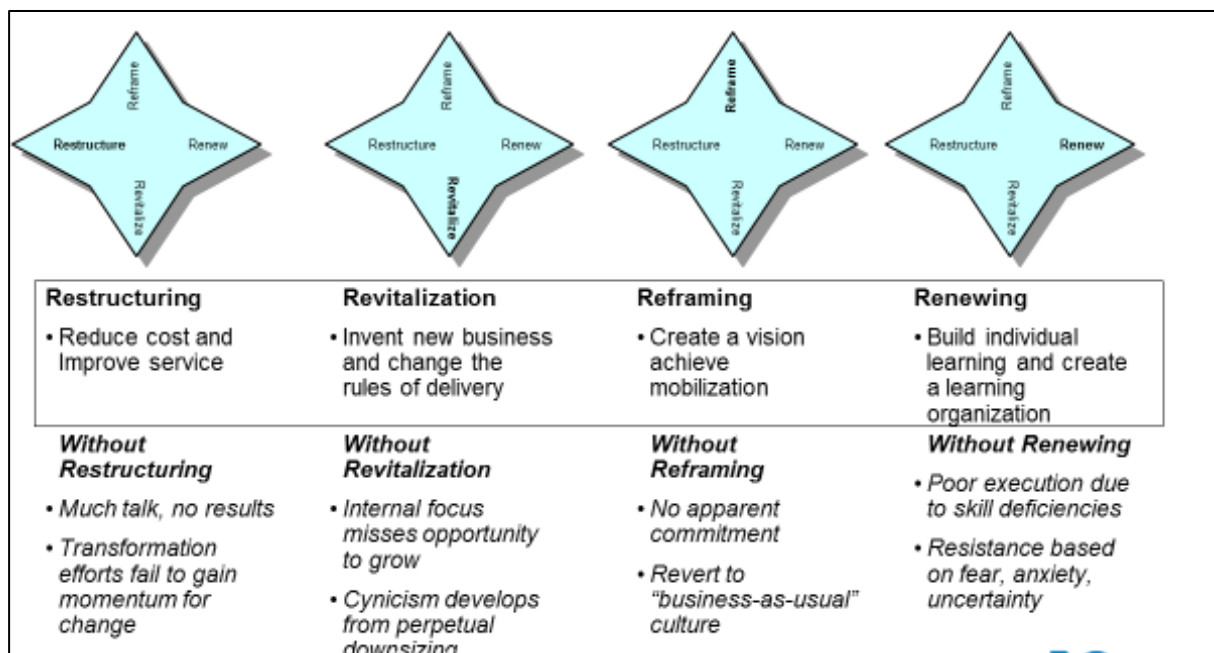 Reframe
Restructure
Renew
Revitalize
Reframe
Restructure
Renew
Revitalize
Reframe
Restructure
Renew
Revitalize
Reframe
Restructure
Renew
Revitalize
Restructuring
• Reduce cost and
Improve service
Revitalization
• Invent new business
and change the
rules of delivery
Reframing
• Create a vision
achieve
mobilization
Renewing
• Build individual
learning and create
a learning
organization
Without
Restructuring
• Much talk, no results
• Transformation
efforts fail to gain
momentum for
change
Without
Revitalization
• Internal focus
misses opportunity
to grow
• Cynicism develops
from perpetual
downsizing
Without
Reframing
• No apparent
commitment
• Revert to
“business-as-usual”
culture
Without Renewing
• Poor execution due
to skill deficiencies
• Resistance based
on fear, anxiety,
uncertainty